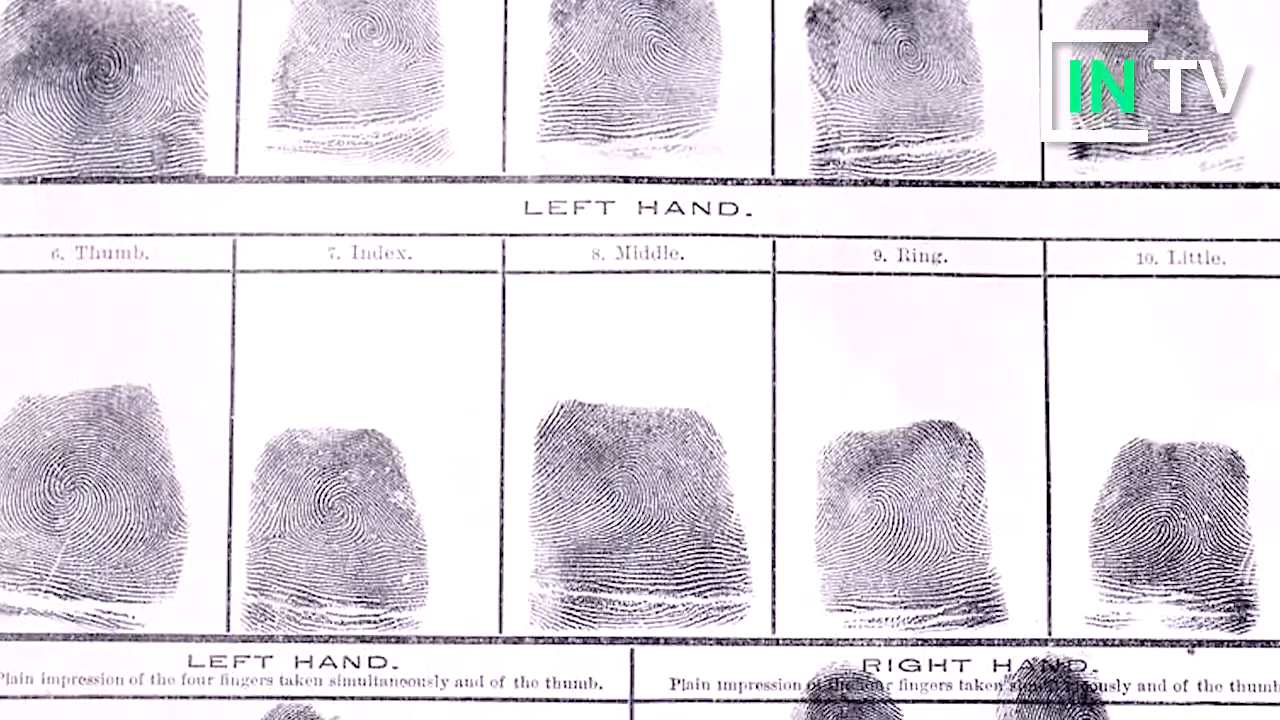 IN TV
LEFT HAND.
6. Thumb.
7. Index.
8. Middle.
9. Ring.
10. Little.
LEFT HAND.
Plain impression of the four fingers taken simultaneously and of the thumb.
RIGHT HAND.
Plain impression of the four fingers taken simultaneously and of the thumb